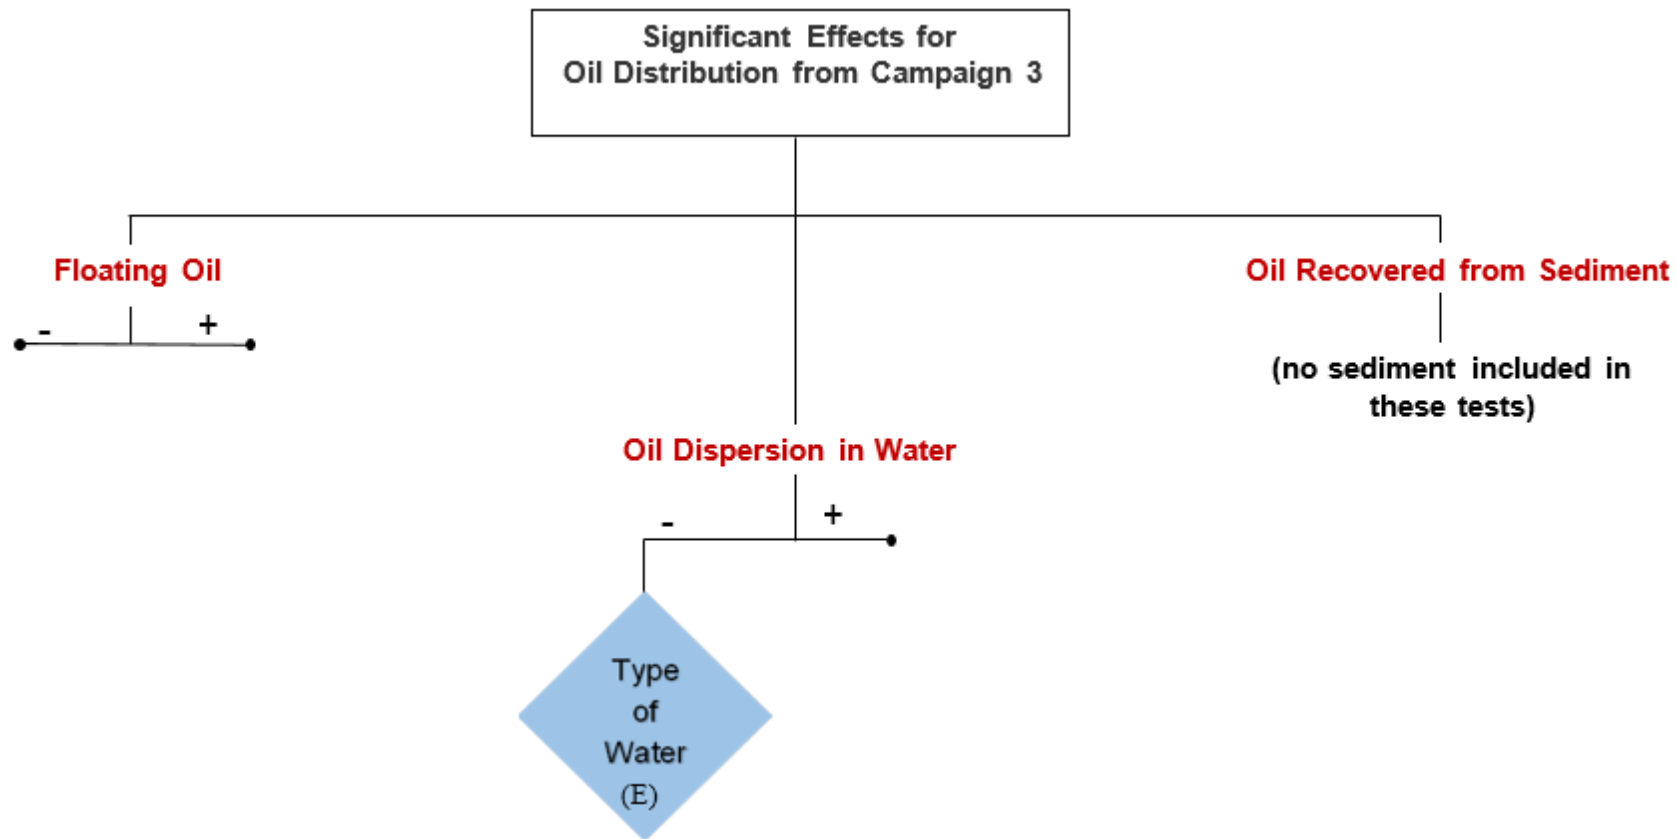 Significant Effects for
Oil Distribution from Campaign 3
Floating Oil
- +
Oil Recovered from Sediment
(no sediment included in
these tests)
Oil Dispersion in Water
- +
Type
of
Water
(E)